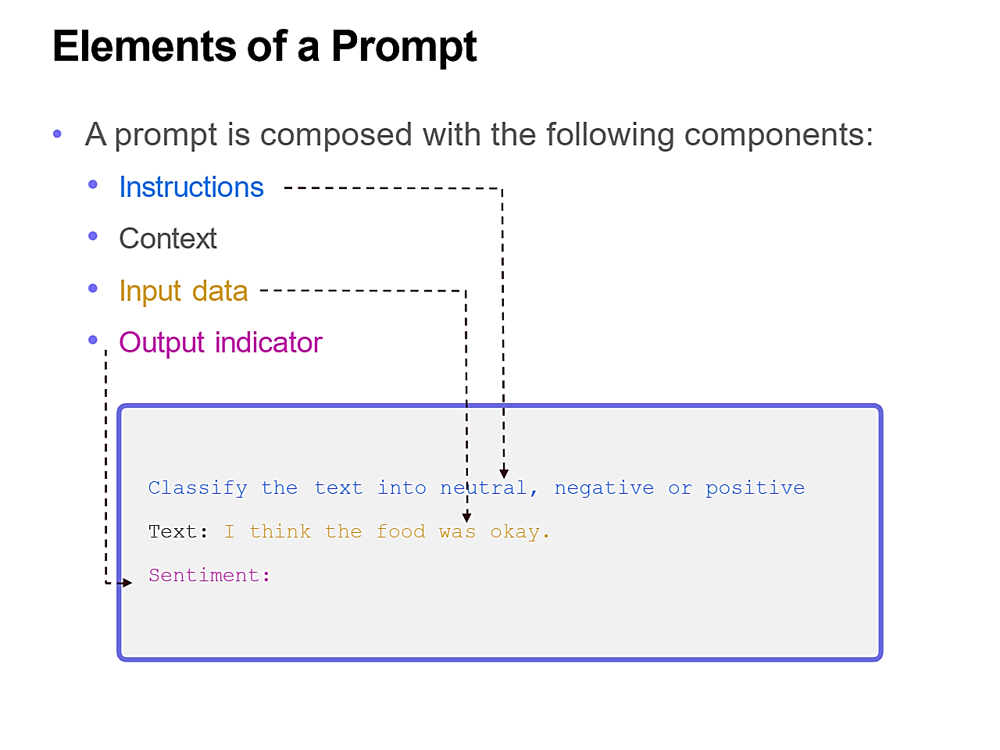 Elements of a Prompt
• A prompt is composed with the following components:
• Instructions
• Context
• Input data
• Output indicator
Classify the text into neutral, negative or positive
Text: I think the food was okay.
Sentiment: